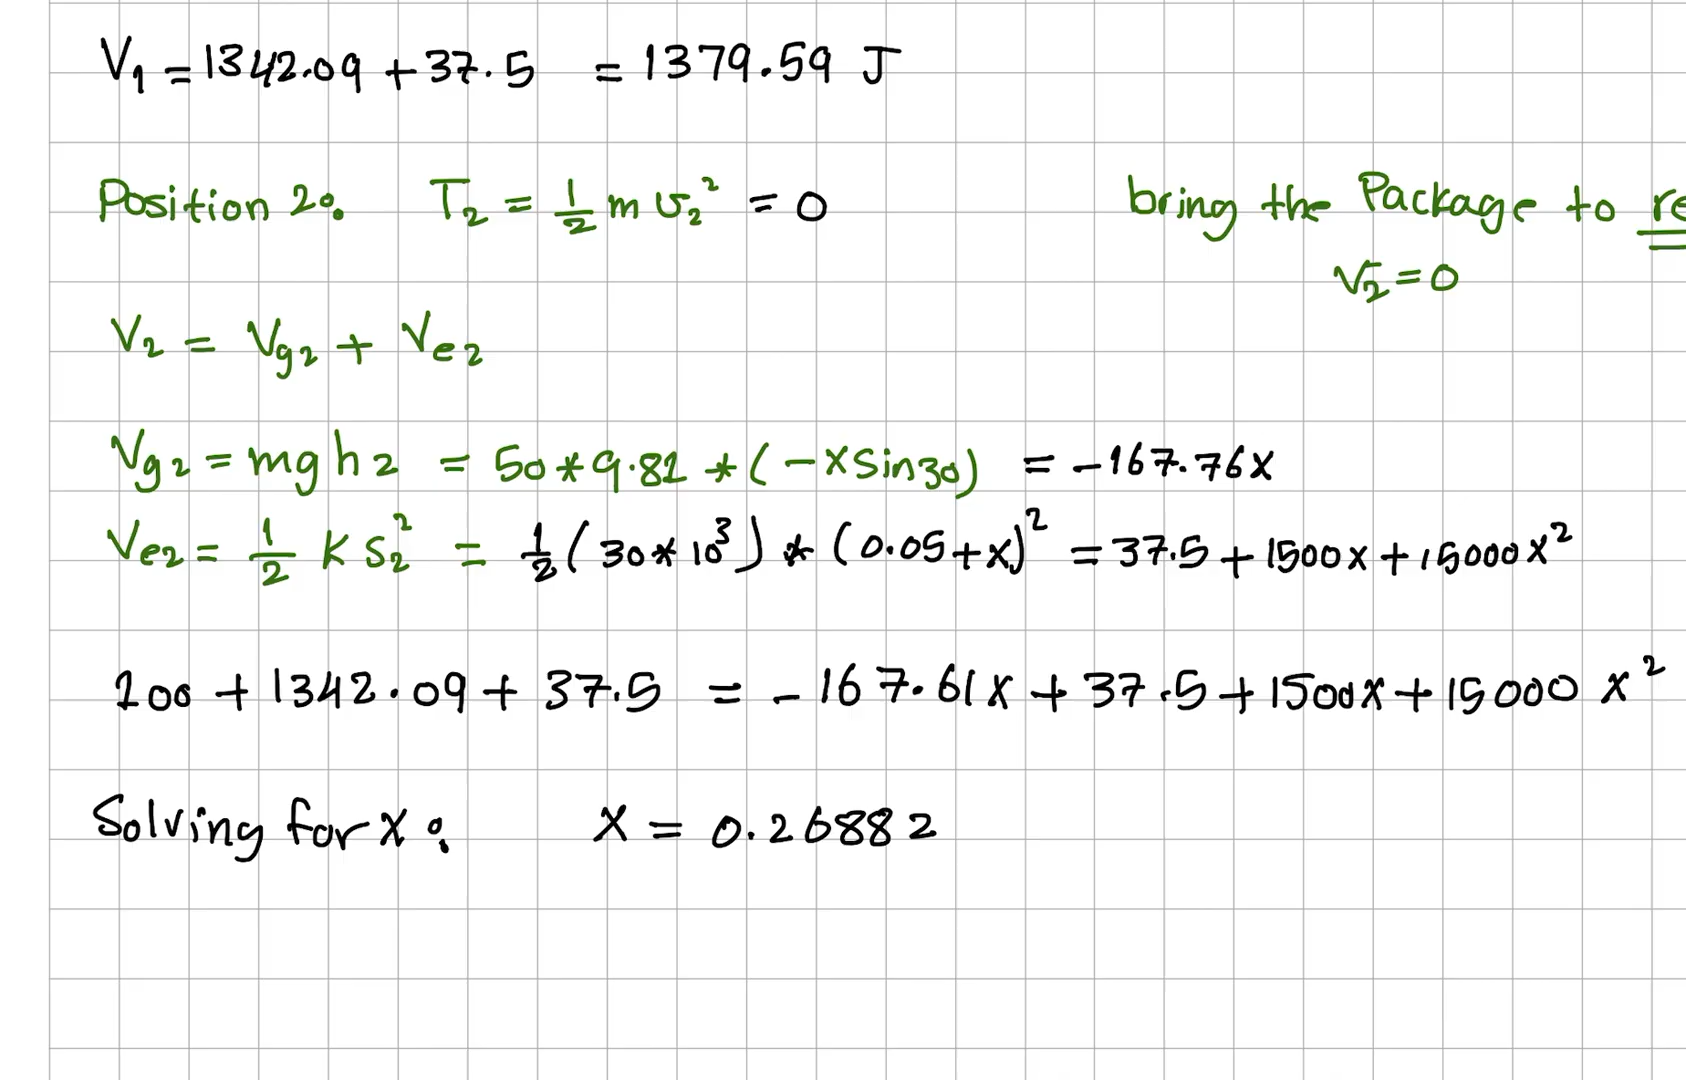 V₁ = 1342.09 + 37.5 = 1379.59 J
Position 2: T₂ = 1/2 m v₂² = 0
bring the Package to re
v₂ = 0
V₂ = Vg₂ + Ve₂
Vg₂ = mgh₂ = 50*9.81*(-x Sin30) = -167.76x
Ve₂ = 1/2 K S₂² = 1/2 (30*10³) * (0.05+x)² = 37.5 + 1500x + 15000x²
200 + 1342.09 + 37.5 = -167.61x + 37.5 + 1500x + 15000x²
Solving for x: x = 0.26882